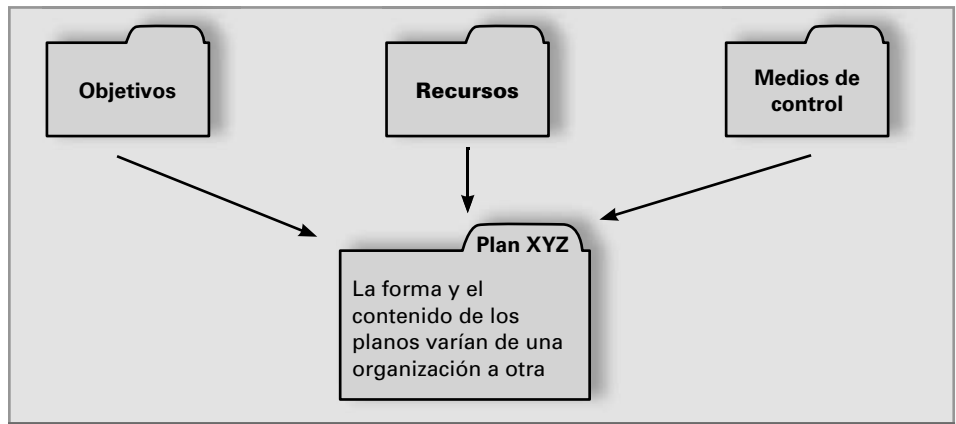 Objetivos
Recursos
Medios de
control
Plan XYZ
La forma y el
contenido de los
planos varían de una
organización a otra